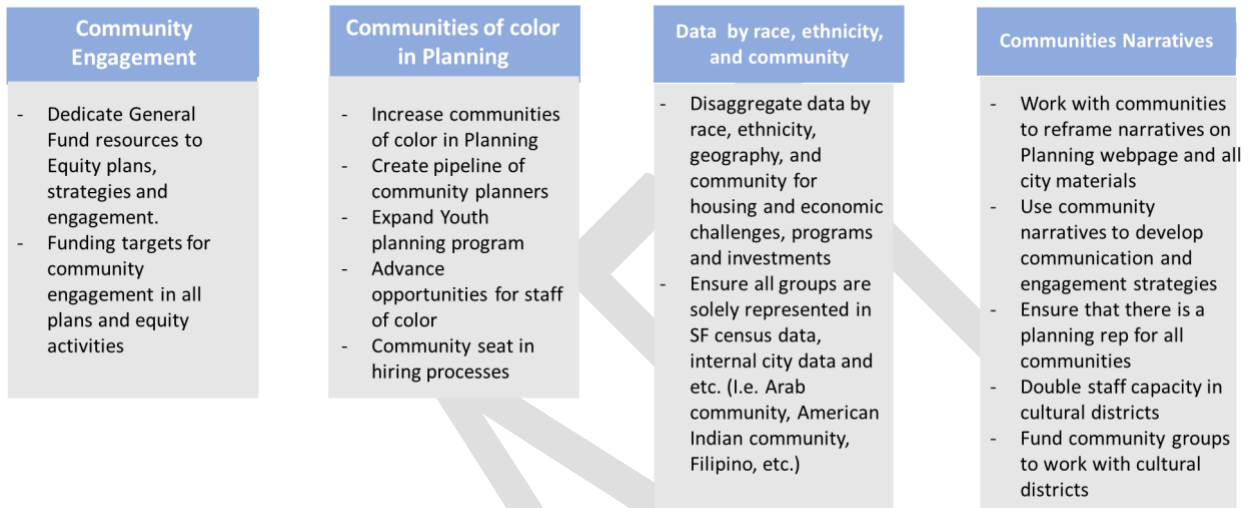 Community
Engagement
- Dedicate General
Fund resources to
Equity plans,
strategies and
engagement.
- Funding targets for
community
engagement in all
plans and equity
activities
Communities of color
in Planning
- Increase communities
of color in Planning
- Create pipeline of
community planners
- Expand Youth
planning program
- Advance
opportunities for staff
of color
- Community seat in
hiring processes
Data by race, ethnicity,
and community
- Disaggregate data by
race, ethnicity,
geography, and
community for
housing and economic
challenges, programs
and investments
- Ensure all groups are
solely represented in
SF census data,
internal city data and
etc. (I.e. Arab
community, American
Indian community,
Filipino, etc.)
Communities Narratives
- Work with communities
to reframe narratives on
Planning webpage and all
city materials
- Use community
narratives to develop
communication and
engagement strategies
- Ensure that there is a
planning rep for all
communities
- Double staff capacity in
cultural districts
- Fund community groups
to work with cultural
districts